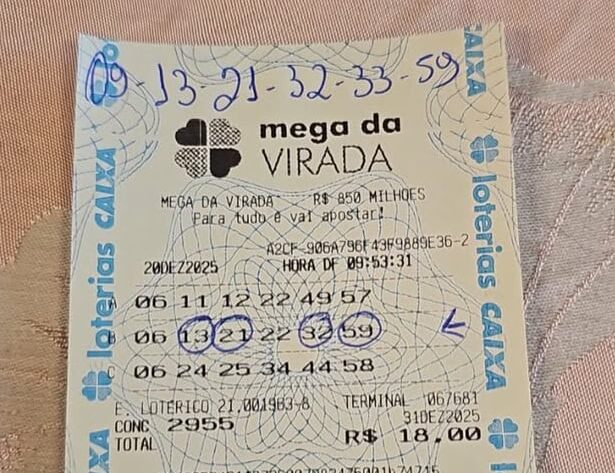 09-13-21-32-33-59
mega da
VIRADA
MEGA DA VIRADA R$ 850 MILHOES
Para tudo e vai apostar!
A2CF-906A796F43F9889E36-2
20DEZ2025 HORA DF 09:53:31
A 06 11 12 22 49 57
B 06 13 21 22 32 59
C 06 24 25 34 44 58
E. LOTERICO 21.001963-8 TERMINAL 067681
CONC 2955 31DEZ2025
TOTAL R$ 18,00
loterias CAIXA
CAIXA
loterias CAIXA